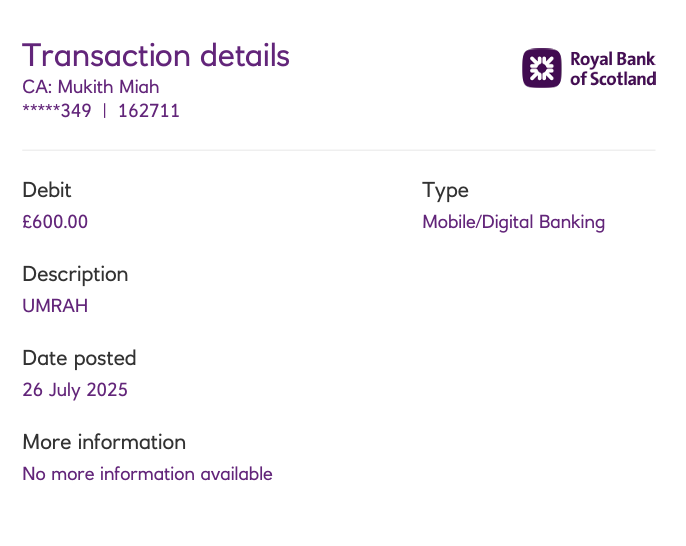 Transaction details
CA: Mukith Miah
*****349 | 162711
Royal Bank
of Scotland
Debit
£600.00
Type
Mobile/Digital Banking
Description
UMRAH
Date posted
26 July 2025
More information
No more information available